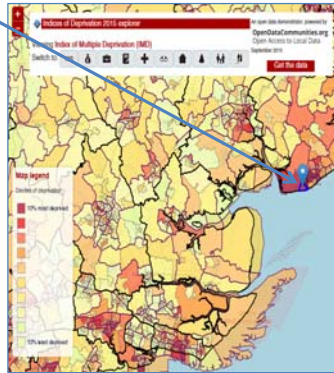 +
Indices of Deprivation 2015 explorer
Viewing Index of Multiple Deprivation (IMD)
Switch to
An open data demonstrator, powered by
OpenDataCommunities.org
Open Access to Local Data
September 2015
Get the data
Map legend
Deciles of deprivation
10% most deprived
10% least deprived